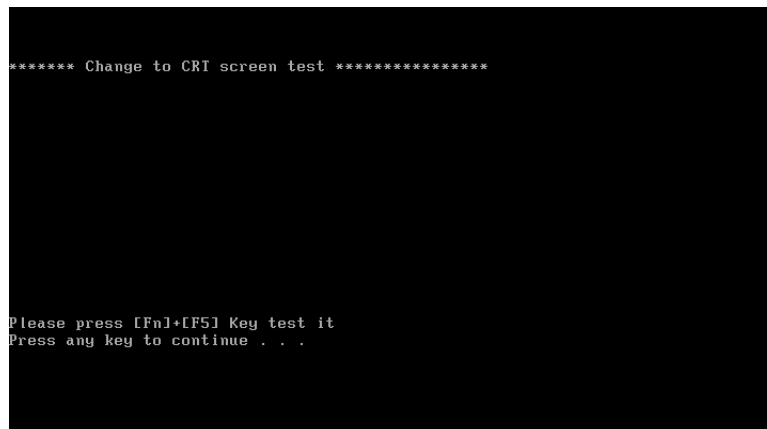 ******* Change to CRT screen test ****************
Please press [Fn]+[F5] Key test it
Press any key to continue . . .